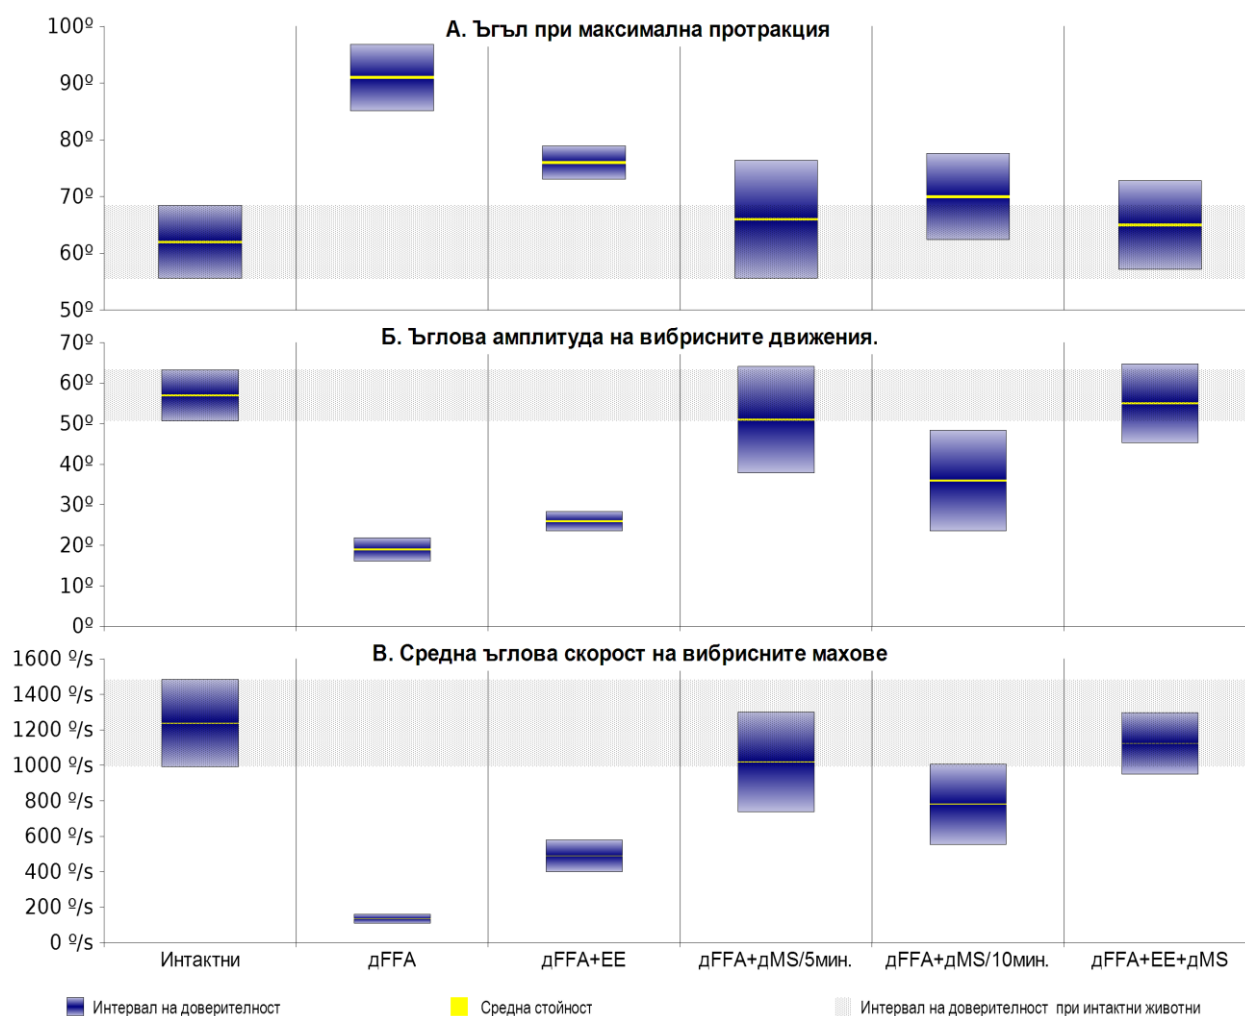 А. Ъгъл при максимална протракция
100º
90º
80º
70º
60º
50º
Б. Ъглова амплитуда на вибрисните движения.
70º
60º
50º
40º
30º
20º
10º
0º
В. Средна ъглова скорост на вибрисните махове
1600 º/s
1400 º/s
1200 º/s
1000 º/s
800 º/s
600 º/s
400 º/s
200 º/s
0 º/s
Интактни дFFA дFFA+EE дFFA+дMS/5мин. дFFA+дMS/10мин. дFFA+EE+дMS
Интервал на доверителност Средна стойност Интервал на доверителност при интактни животни